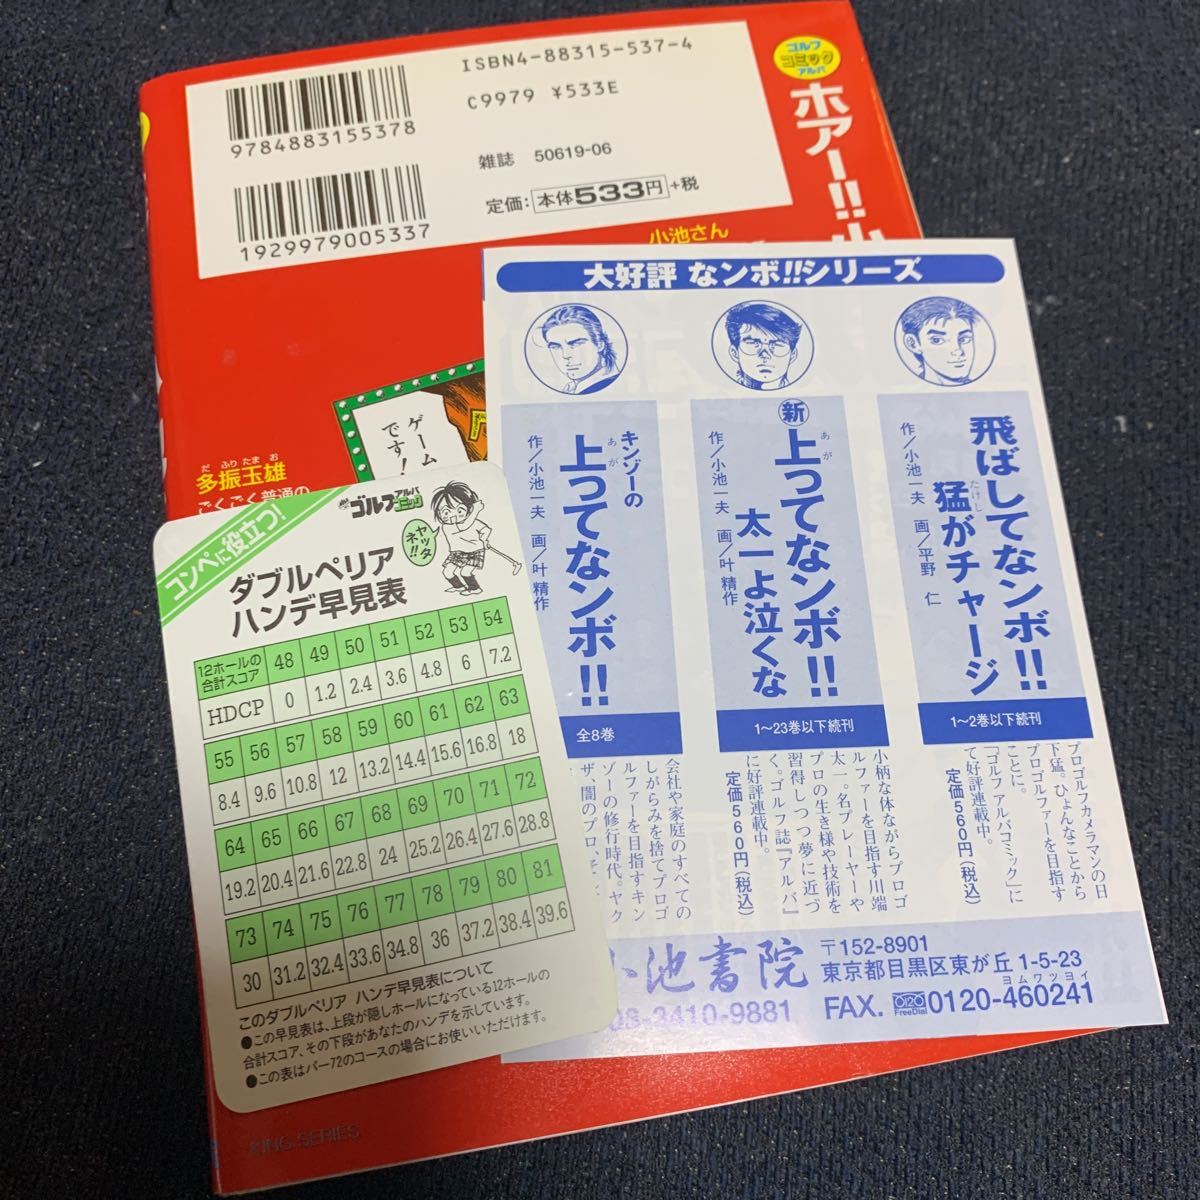 ISBN4-88315-537-4
C9979 ¥533E
9784883155378
雑誌 50619-06
1929979005337
定価：本体533円+税
ゴルフ
コミック
アルバ
ホアー!!小
小池さん
だ ふり たま お
多振玉雄
ごくごく普通の
ゲーム
です!
KING SERIES
大好評 なンボ!!シリーズ
飛ばしてなンボ!!
猛がチャージ
たけし
作／小池一夫 画／平野 仁
1〜2巻以下続刊
プロゴルフカメラマンの日
下猛。ひょんなことから
プロゴルファーを目指す
ことに。
『ゴルフ アルバコミック』に
て好評連載中。
定価560円(税込)
新
上ってなンボ!!
あが
太一よ泣くな
作／小池一夫 画／叶 精作
1〜23巻以下続刊
小柄な体ながらプロゴ
ルファーを目指す川端
太一。名プレーヤーや
プロの生き様や技術を
習得しつつ夢に近づ
く。ゴルフ誌『アルバ』
に好評連載中。
定価560円(税込)
キンゾーの
上ってなンボ!!
あが
作／小池一夫 画／叶 精作
全8巻
会社や家庭のすべての
しがらみを捨てプロゴ
ルファーを目指すキン
ゾーの修行時代。ヤク
ザ、闇のプロ、そし
小池書院
〒152-8901
東京都目黒区東が丘1-5-23
03-3410-9881
ヨムワッヨイ
FAX. FreeDial 0120-460241
コンペに役立つ!
ゴルフアルバコミック
ヤッタ
ネ!!
ダブルペリア
ハンデ早見表
12ホールの合計スコア 48 49 50 51 52 53 54
HDCP 0 1.2 2.4 3.6 4.8 6 7.2
55 56 57 58 59 60 61 62 63
8.4 9.6 10.8 12 13.2 14.4 15.6 16.8 18
64 65 66 67 68 69 70 71 72
19.2 20.4 21.6 22.8 24 25.2 26.4 27.6 28.8
73 74 75 76 77 78 79 80 81
30 31.2 32.4 33.6 34.8 36 37.2 38.4 39.6
このダブルペリア ハンデ早見表について
●この早見表は、上段が隠しホールになっている12ホールの
合計スコア、その下段があなたのハンデを示しています。
●この表はパー72のコースの場合にお使いいただけます。